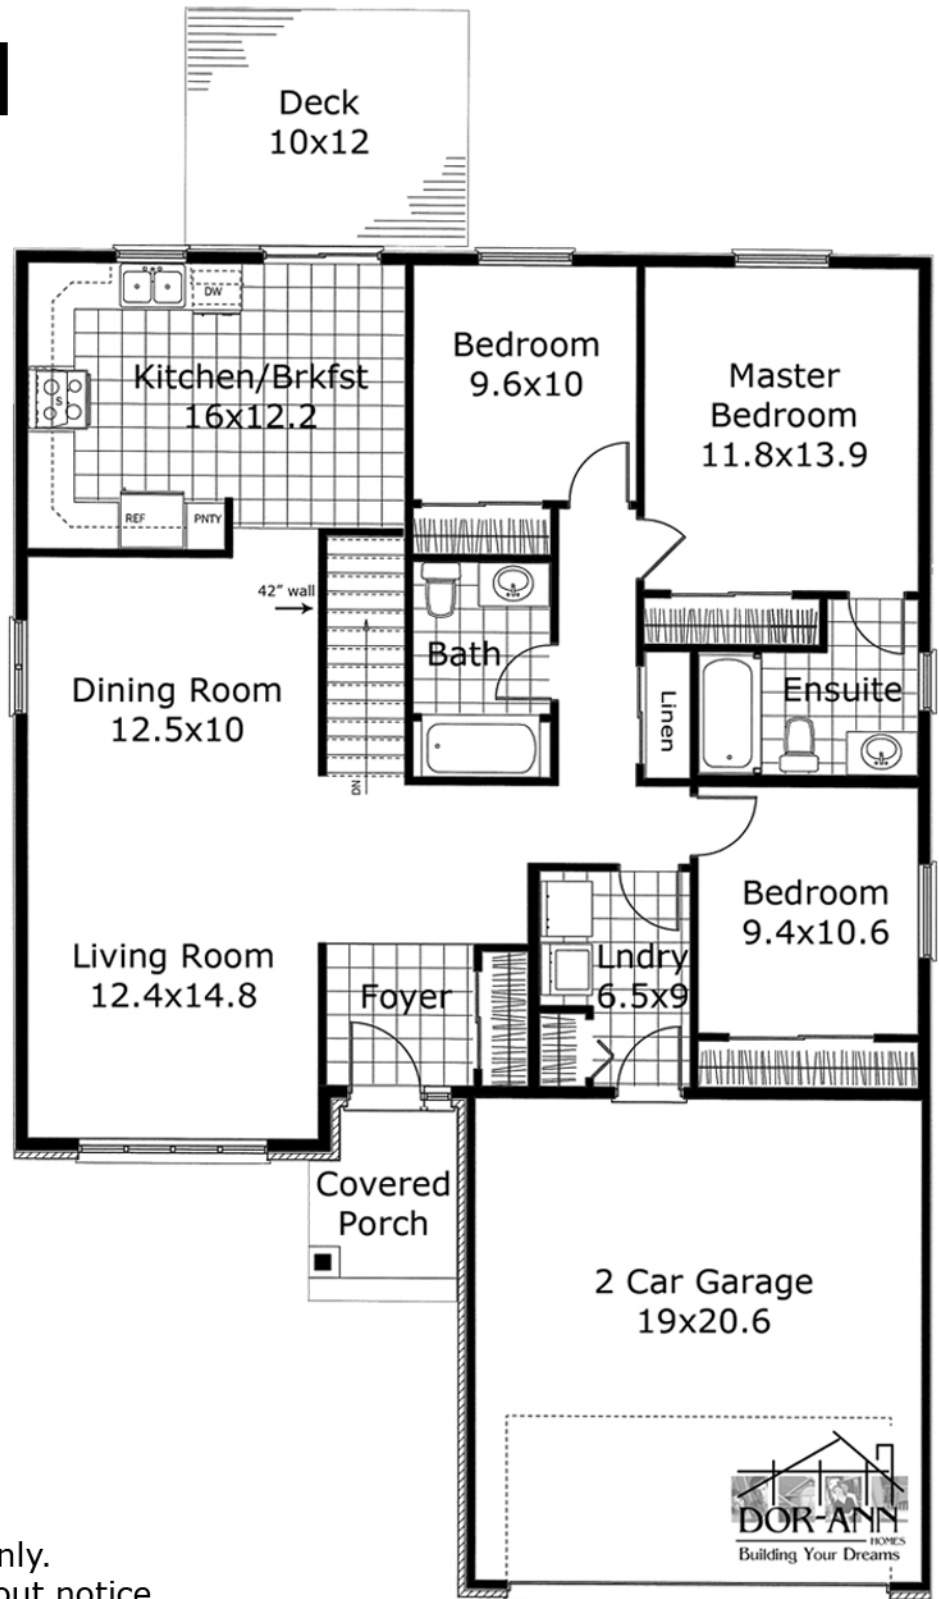 Deck
10x12
DW
Kitchen/Brkfst
16x12.2
S
REF
PNTY
Bedroom
9.6x10
Master
Bedroom
11.8x13.9
42" wall
Bath
Dining Room
12.5x10
DN
Linen
Ensuite
Bedroom
9.4x10.6
Living Room
12.4x14.8
Foyer
Lndry
6.5x9
Covered
Porch
2 Car Garage
19x20.6
DOR-ANN
HOMES
Building Your Dreams
notice